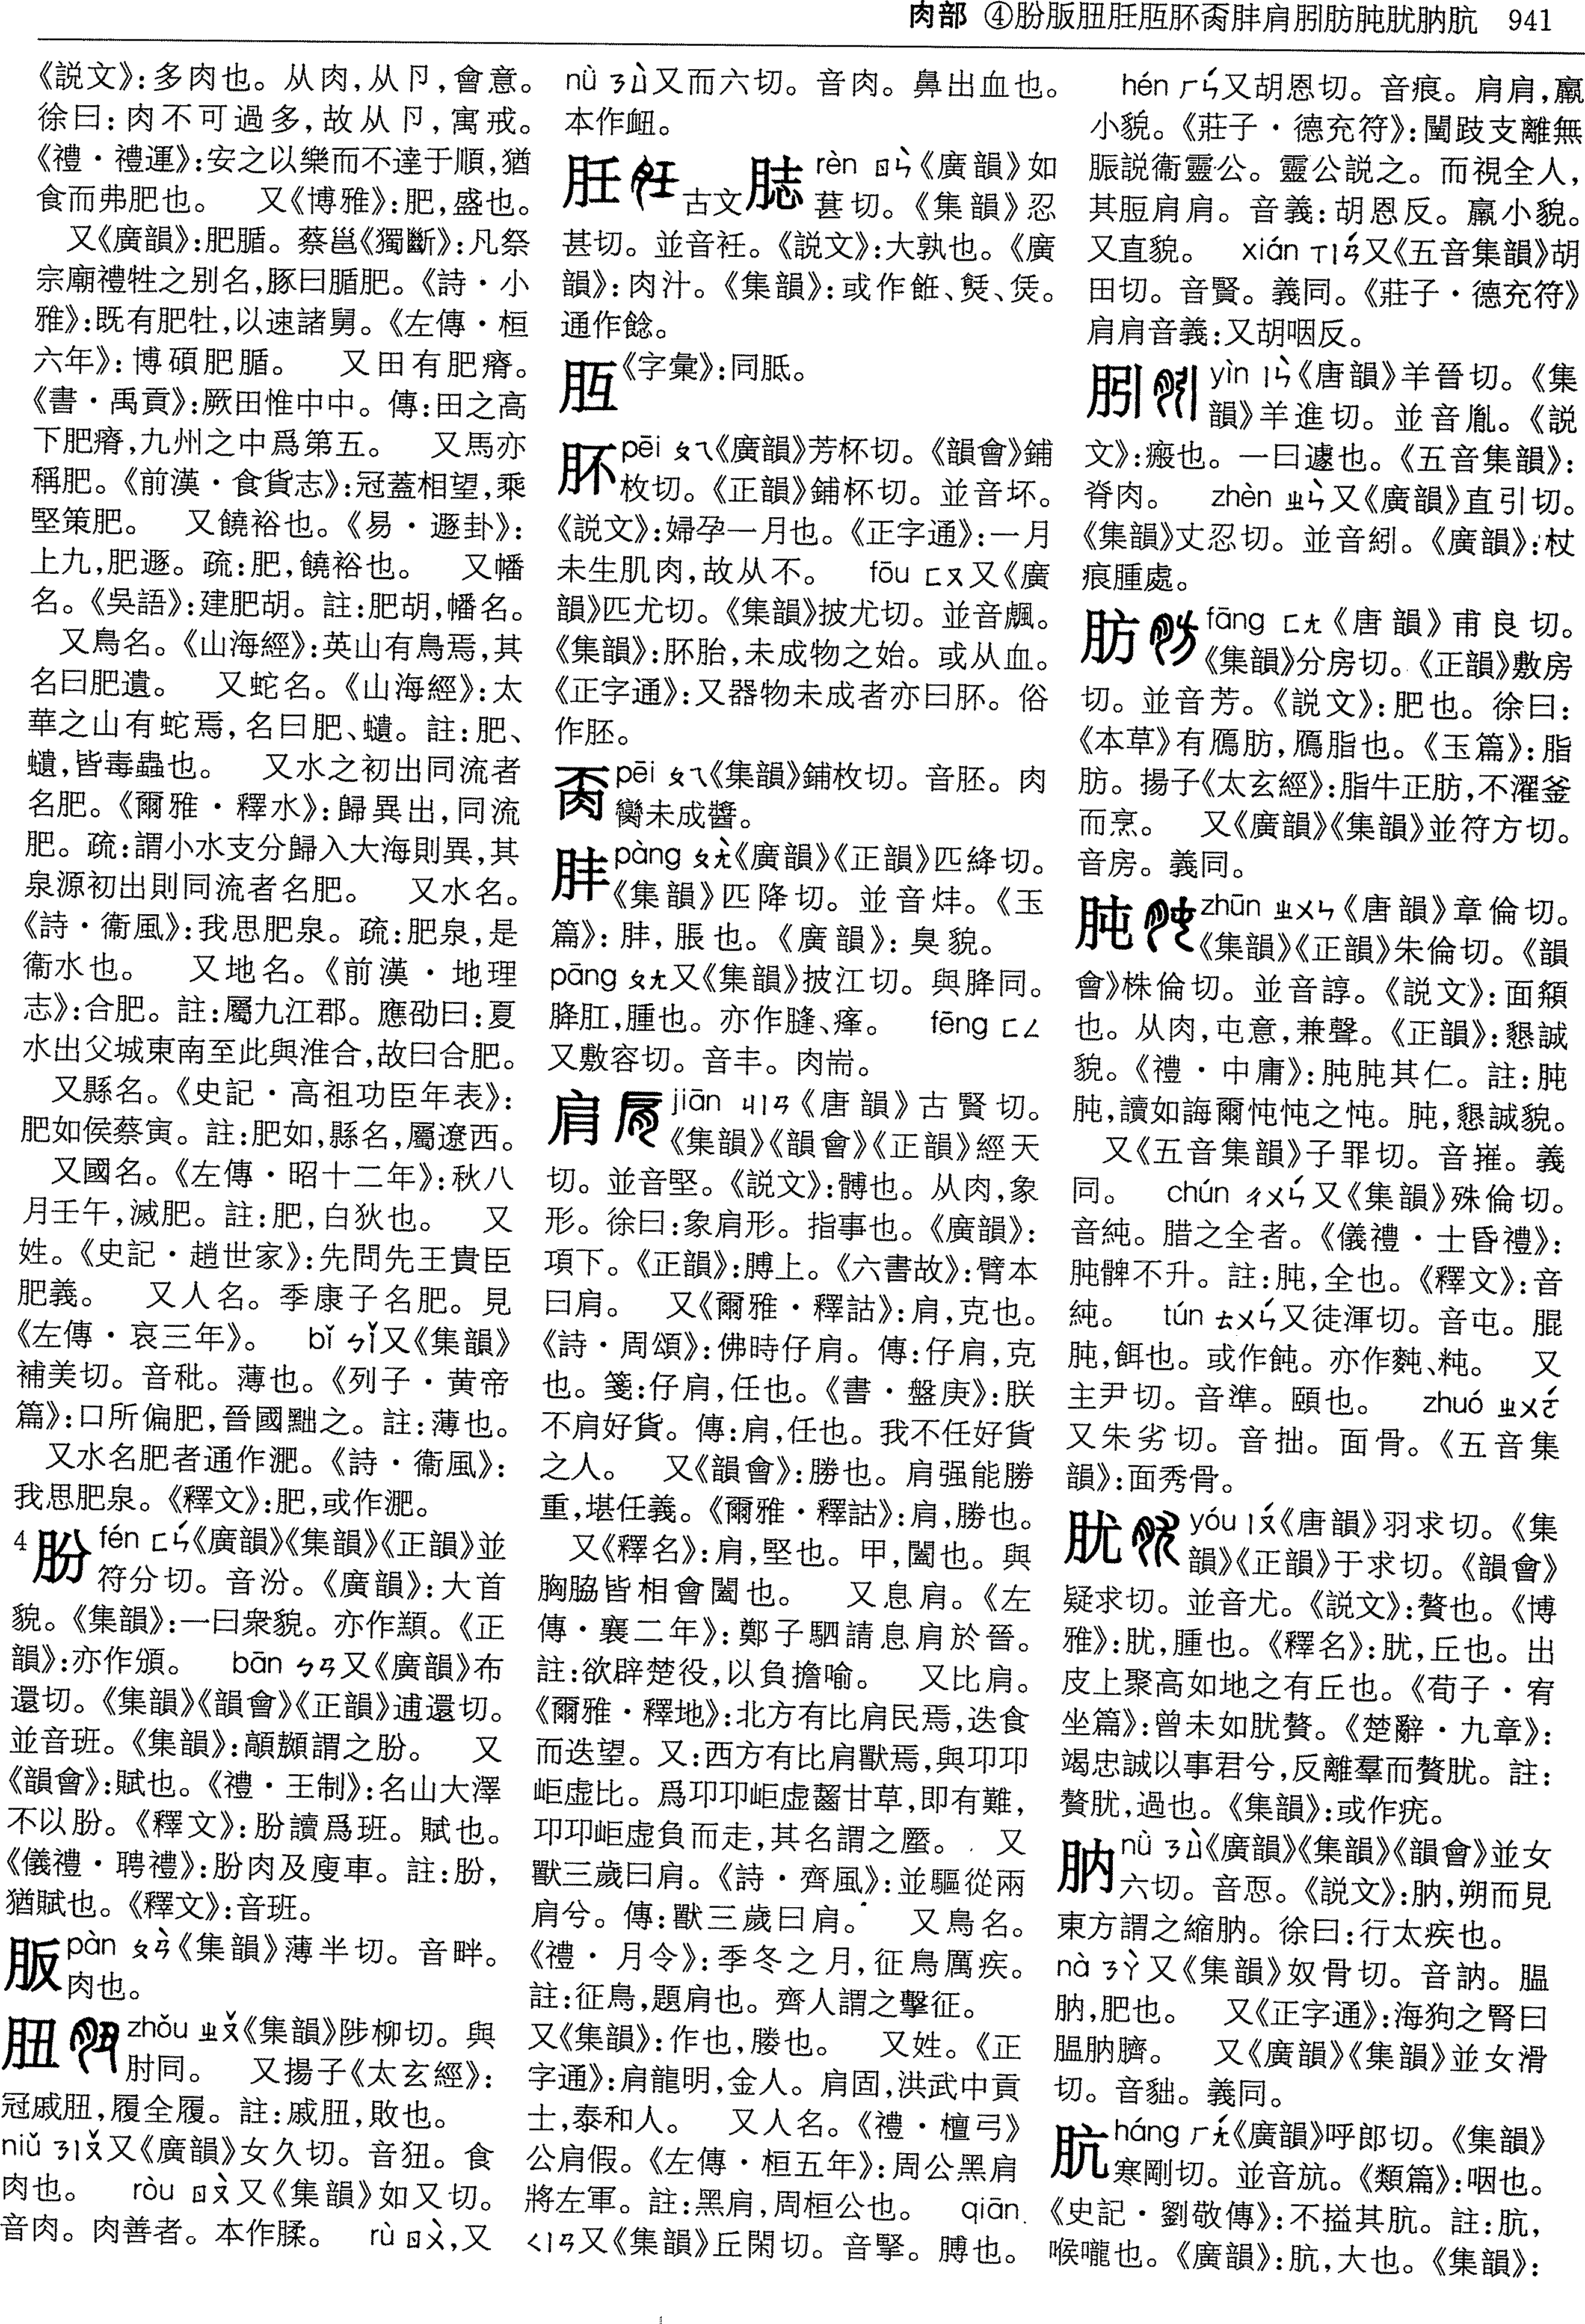 肉部 ④肦肦肚肝肧胏肨肩肕肪肫肬肭肮 941
《説文》:多肉也。从肉,从卪,會意。
徐曰:肉不可過多,故从卪,寓戒。
《禮·禮運》:安之以樂而不達于順,猶
食而弗肥也。 又《博雅》:肥,盛也。
又《廣韻》:肥腯。蔡邕《獨斷》:凡祭
宗廟禮牲之别名,豚曰腯肥。《詩·小
雅》:既有肥牡,以速諸舅。《左傳·桓
六年》:博碩肥腯。 又田有肥瘠。
《書·禹貢》:厥田惟中中。傳:田之高
下肥瘠,九州之中爲第五。 又馬亦
稱肥。《前漢·食貨志》:冠蓋相望,乘
堅策肥。 又饒裕也。《易·遯卦》:
上九,肥遯。疏:肥,饒裕也。 又幡
名。《吳語》:建肥胡。註:肥胡,幡名。
又鳥名。《山海經》:英山有鳥焉,其
名曰肥遺。 又蛇名。《山海經》:太
華之山有蛇焉,名曰肥、䗽。註:肥、
䗽,皆毒蟲也。 又水之初出同流者
名肥。《爾雅·釋水》:歸異出,同流
肥。疏:謂小水支分歸入大海則異,其
泉源初出則同流者名肥。 又水名。
《詩·衞風》:我思肥泉。疏:肥泉,是
衞水也。 又地名。《前漢·地理
志》:合肥。註:屬九江郡。應劭曰:夏
水出父城東南至此與淮合,故曰合肥。
又縣名。《史記·高祖功臣年表》:
肥如侯蔡寅。註:肥如,縣名,屬遼西。
又國名。《左傳·昭十二年》:秋八
月壬午,滅肥。註:肥,白狄也。 又
姓。《史記·趙世家》:先問先王貴臣
肥義。 又人名。季康子名肥。見
《左傳·哀三年》。 bǐ ㄅㄧˇ又《集韻》
補美切。音秕。薄也。《列子·黄帝
篇》:口所偏肥,晉國黜之。註:薄也。
又水名肥者通作淝。《詩·衞風》:
我思肥泉。《釋文》:肥,或作淝。
4 肦 fén ㄈㄣˊ《廣韻》《集韻》《正韻》並
符分切。音汾。《廣韻》:大首
貌。《集韻》:一曰衆貌。亦作羵。《正
韻》:亦作頒。 bān ㄅㄢ又《廣韻》布
還切。《集韻》《韻會》《正韻》逋還切。
並音班。《集韻》:顚䫟謂之肦。 又
《韻會》:賦也。《禮·王制》:名山大澤
不以肦。《釋文》:肦讀爲班。賦也。
《儀禮·聘禮》:肦肉及廋車。註:肦,
猶賦也。《釋文》:音班。
䏒 pàn ㄆㄢˋ《集韻》薄半切。音畔。
肉也。
䏔 zhǒu ㄓㄡˇ《集韻》陟柳切。與
肘同。 又揚子《太玄經》:
冠戚䏔,履全履。註:戚䏔,敗也。
niǔ ㄋㄧㄡˇ又《廣韻》女久切。音狃。食
肉也。 ròu ㄖㄡˋ又《集韻》如又切。
音肉。肉善者。本作腬。 rù ㄖㄨˋ,又
nǜ ㄋㄩˋ又而六切。音肉。鼻出血也。
本作衄。
䏕 古文䏤 rèn ㄖㄣˋ《廣韻》如
甚切。《集韻》忍
甚切。並音衽。《説文》:大孰也。《廣
韻》:肉汁。《集韻》:或作飪、䭃、恁。
通作餁。
䏑《字彙》:同胝。
肧 pēi ㄆㄟ《廣韻》芳杯切。《韻會》鋪
枚切。《正韻》鋪杯切。並音坏。
《説文》:婦孕一月也。《正字通》:一月
未生肌肉,故从不。 fōu ㄈㄡ又《廣
韻》匹尤切。《集韻》披尤切。並音䬌。
《集韻》:肧胎,未成物之始。或从血。
《正字通》:又器物未成者亦曰肧。俗
作胚。
䏚 pēi ㄆㄟ《集韻》鋪枚切。音胚。肉
臠未成醬。
肨 pàng ㄆㄤˋ《廣韻》《正韻》匹絳切。
《集韻》匹降切。並音㶻。《玉
篇》:肨,脹也。《廣韻》:臭貌。
pāng ㄆㄤ又《集韻》披江切。與胮同。
胮肛,腫也。亦作膖、瘽。 fēng ㄈㄥ
又敷容切。音丰。肉耑。
肩 jiān ㄐㄧㄢ《唐韻》古賢切。
《集韻》《韻會》《正韻》經天
切。並音堅。《説文》:髆也。从肉,象
形。徐曰:象肩形。指事也。《廣韻》:
項下。《正韻》:膊上。《六書故》:臂本
曰肩。 又《爾雅·釋詁》:肩,克也。
《詩·周頌》:佛時仔肩。傳:仔肩,克
也。箋:仔肩,任也。《書·盤庚》:朕
不肩好貨。傳:肩,任也。我不任好貨
之人。 又《韻會》:勝也。肩强能勝
重,堪任義。《爾雅·釋詁》:肩,勝也。
又《釋名》:肩,堅也。甲,闔也。與
胸脇皆相會闔也。 又息肩。《左
傳·襄二年》:鄭子駟請息肩於晉。
註:欲辟楚役,以負擔喻。 又比肩。
《爾雅·釋地》:北方有比肩民焉,迭食
而迭望。又:西方有比肩獸焉,與卭卭
岠虚比。爲卭卭岠虚齧甘草,即有難,
卭卭岠虚負而走,其名謂之蟨。 又
獸三歲曰肩。《詩·齊風》:並驅從兩
肩兮。傳:獸三歲曰肩。 又鳥名。
《禮·月令》:季冬之月,征鳥厲疾。
註:征鳥,題肩也。齊人謂之擊征。
又《集韻》:作也,媵也。 又姓。《正
字通》:肩龍明,金人。肩固,洪武中貢
士,泰和人。 又人名。《禮·檀弓》
公肩假。《左傳·桓五年》:周公黑肩
將左軍。註:黑肩,周桓公也。 qiān
ㄑㄧㄢ又《集韻》丘閑切。音掔。膊也。
hén ㄏㄣˊ又胡恩切。音痕。肩肩,羸
小貌。《莊子·德充符》:闉跂支離無
脤説衞靈公。靈公説之。而視全人,
其脰肩肩。音義:胡恩反。羸小貌。
又直貌。 xián ㄒㄧㄢˊ又《五音集韻》胡
田切。音賢。義同。《莊子·德充符》
肩肩音義:又胡咽反。
䏖 yìn ㄧㄣˋ《唐韻》羊晉切。《集
韻》羊進切。並音胤。《説
文》:瘢也。一曰遽也。《五音集韻》:
脊肉。 zhèn ㄓㄣˋ又《廣韻》直引切。
《集韻》丈忍切。並音紖。《廣韻》:杖
痕腫處。
肪 fāng ㄈㄤ《唐韻》甫良切。
《集韻》分房切。《正韻》敷房
切。並音芳。《説文》:肥也。徐曰:
《本草》有鴈肪,鴈脂也。《玉篇》:脂
肪。揚子《太玄經》:脂牛正肪,不濯釜
而烹。 又《廣韻》《集韻》並符方切。
音房。義同。
肫 zhūn ㄓㄨㄣ《唐韻》章倫切。
《集韻》《正韻》朱倫切。《韻
會》株倫切。並音諄。《説文》:面頯
也。从肉,屯意,兼聲。《正韻》:懇誠
貌。《禮·中庸》:肫肫其仁。註:肫
肫,讀如誨爾忳忳之忳。肫,懇誠貌。
又《五音集韻》子罪切。音嶊。義
同。 chún ㄔㄨㄣˊ又《集韻》殊倫切。
音純。腊之全者。《儀禮·士昏禮》:
肫髀不升。註:肫,全也。《釋文》:音
純。 tún ㄊㄨㄣˊ又徒渾切。音屯。䐊
肫,餌也。或作飩。亦作䴺、㡒。 又
主尹切。音準。頤也。 zhuó ㄓㄨㄛˊ
又朱劣切。音拙。面骨。《五音集
韻》:面秀骨。
肬 yóu ㄧㄡˊ《唐韻》羽求切。《集
韻》《正韻》于求切。《韻會》
疑求切。並音尤。《説文》:贅也。《博
雅》:肬,腫也。《釋名》:肬,丘也。出
皮上聚高如地之有丘也。《荀子·宥
坐篇》:曾未如肬贅。《楚辭·九章》:
竭忠誠以事君兮,反離羣而贅肬。註:
贅肬,過也。《集韻》:或作疣。
肭 nǜ ㄋㄩˋ《廣韻》《集韻》《韻會》並女
六切。音恧。《説文》:肭,朔而見
東方謂之縮肭。徐曰:行太疾也。
nà ㄋㄚˋ又《集韻》奴骨切。音訥。膃
肭,肥也。 又《正字通》:海狗之腎曰
膃肭臍。 又《廣韻》《集韻》並女滑
切。音貀。義同。
肮 háng ㄏㄤˊ《廣韻》呼郎切。《集韻》
寒剛切。並音斻。《類篇》:咽也。
《史記·劉敬傳》:不搤其肮。註:肮,
喉嚨也。《廣韻》:肮,大也。《集韻》: